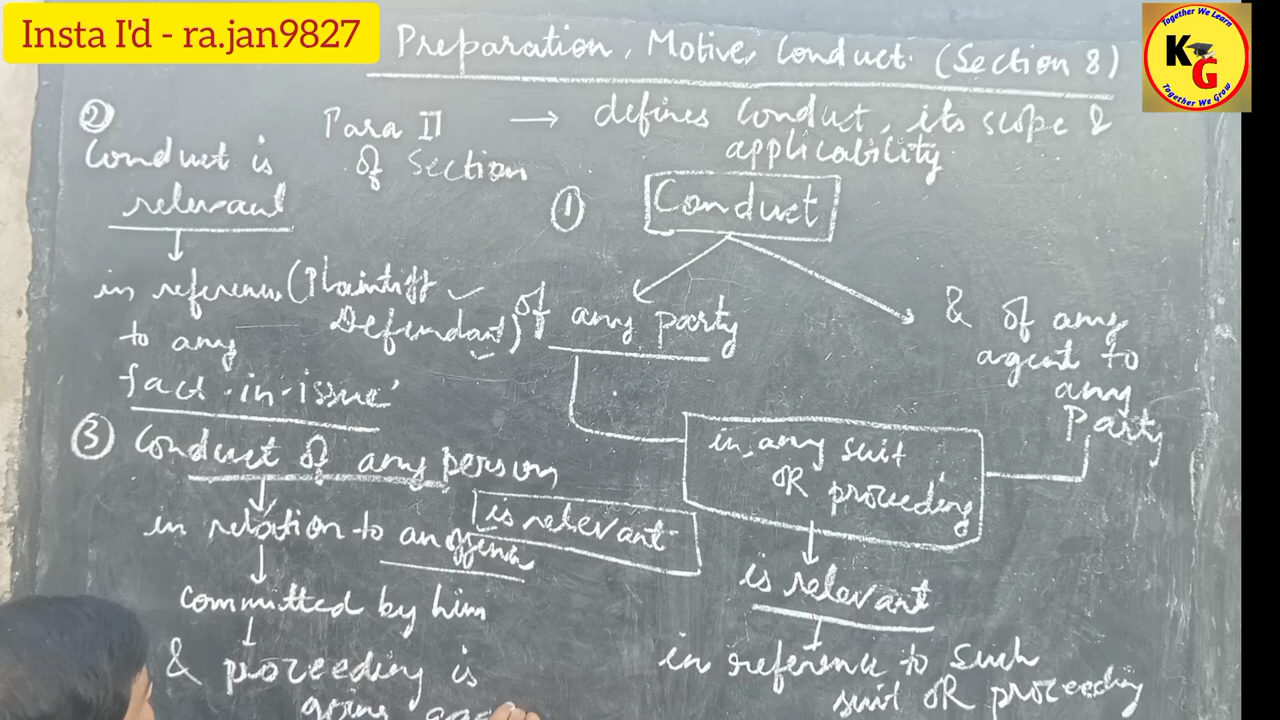 Insta I'd - ra.jan9827
Together We Learn
KG
Together We Grow
Preparation, Motive, Conduct. (Section 8)
Para II
of Section
→ defines Conduct, its scope &
applicability
②
Conduct is
relevant
in reference
to any
fact-in-issue
(Plaintiff
Defendant)
①
Conduct
of any party
& of any
agent to
any
Party
in any suit
OR proceeding
is relevant
in reference to such
suit OR proceeding
③ Conduct of any person
is relevant
in relation to an offence
committed by him
& proceeding is
going aga